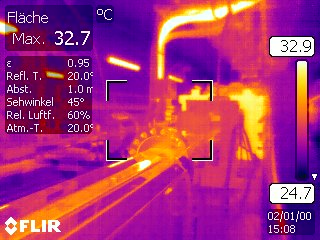 Fläche
Max. 32.7
°C
ε 0.95
Refl. T. 20.0°
Abst. 1.0 m
Sehwinkel 45°
Rel. Luftf. 60%
Atm.-T. 20.0°
32.9
24.7
FLIR
02/01/00
15:08